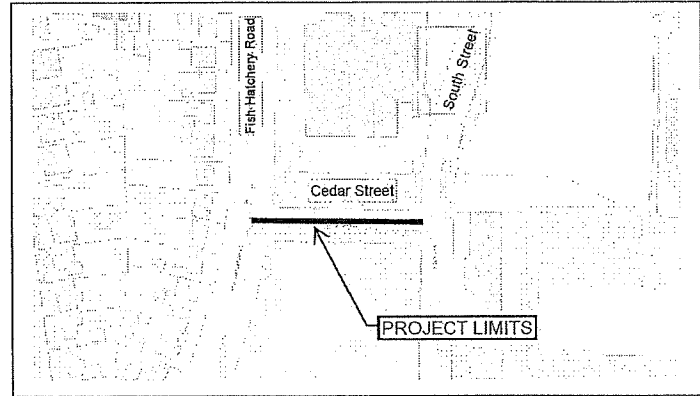 Fish Hatchery Road
South Street
Cedar Street
PROJECT LIMITS